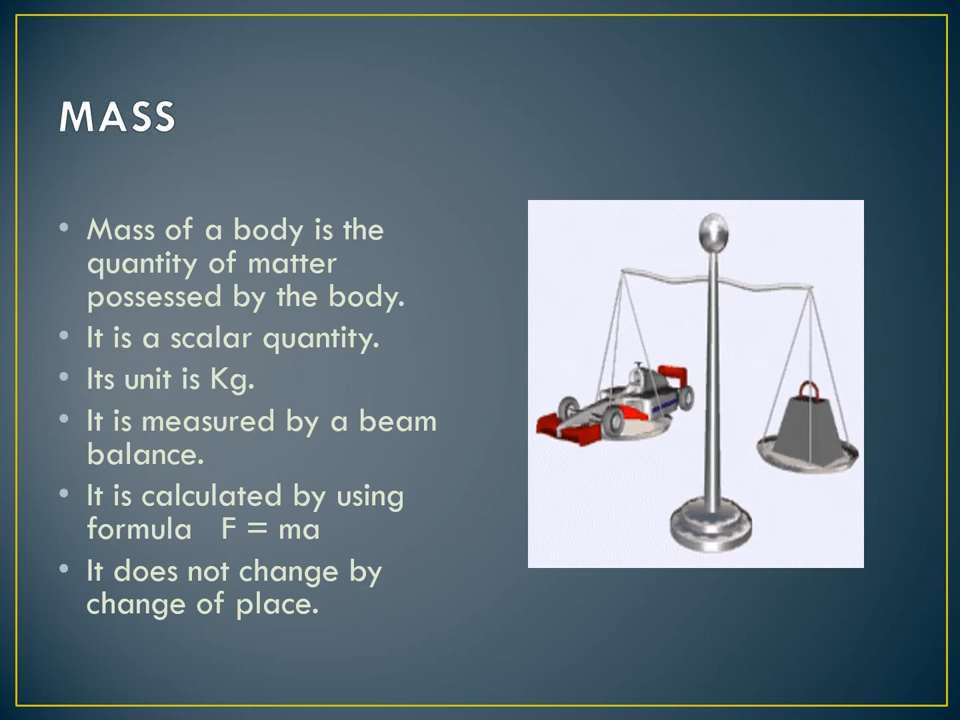 MASS
• Mass of a body is the
quantity of matter
possessed by the body.
• It is a scalar quantity.
• Its unit is Kg.
• It is measured by a beam
balance.
• It is calculated by using
formula   F = ma
• It does not change by
change of place.